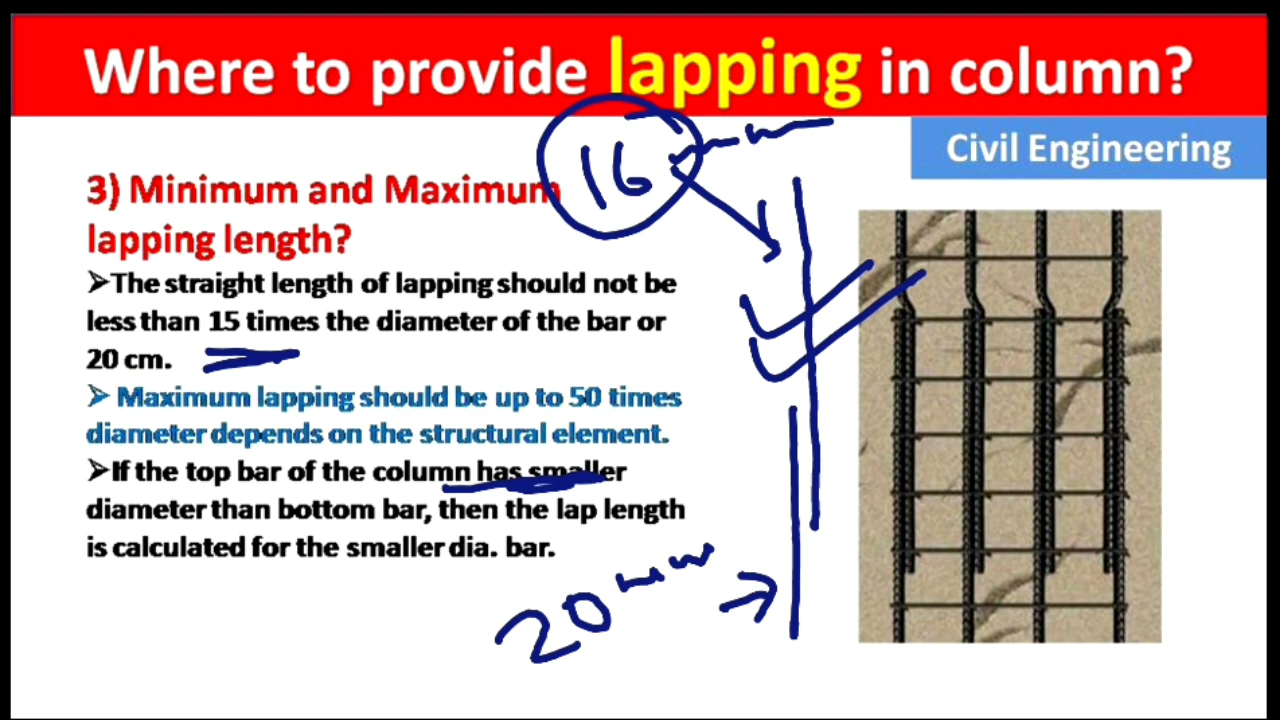 Where to provide lapping in column?
Civil Engineering
16 mm
3) Minimum and Maximum
lapping length?
➢The straight length of lapping should not be
less than 15 times the diameter of the bar or
20 cm.
➢ Maximum lapping should be up to 50 times
diameter depends on the structural element.
➢If the top bar of the column has smaller
diameter than bottom bar, then the lap length
is calculated for the smaller dia. bar.
20 mm